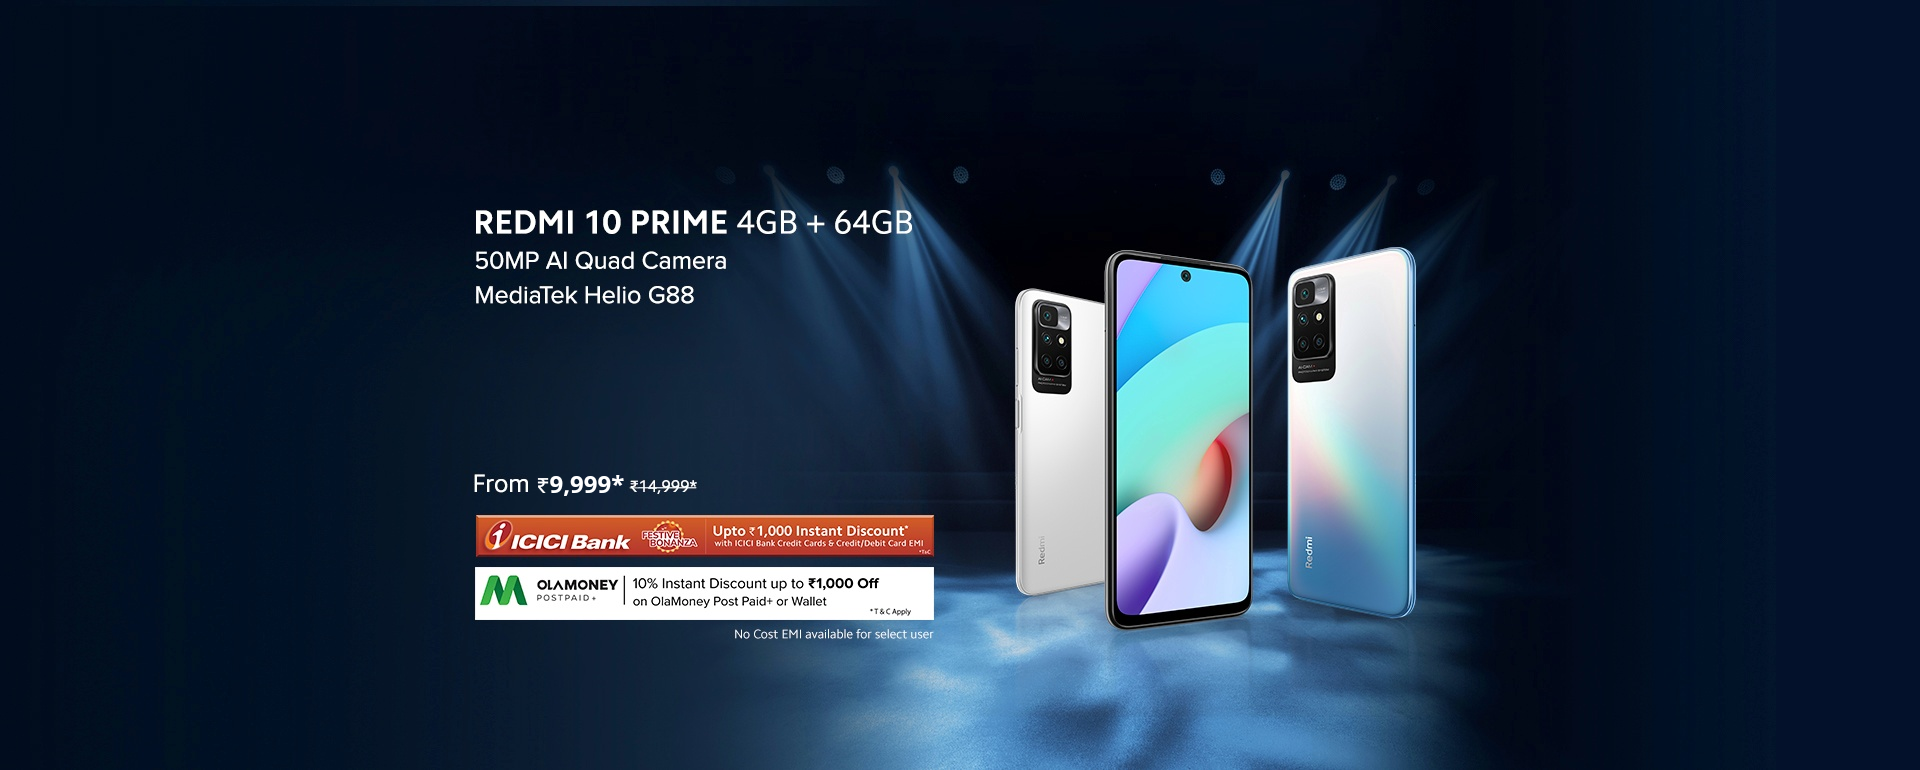 REDMI 10 PRIME 4GB + 64GB
50MP AI Quad Camera
MediaTek Helio G88
From ₹9,999* ₹14,999*
i ICICI Bank
FESTIVE
BONANZA
Upto ₹1,000 Instant Discount*
with ICICI Bank Credit Cards & Credit/Debit Card EMI
*T&C
OLAMONEY
POSTPAID+
10% Instant Discount up to ₹1,000 Off
on OlaMoney Post Paid+ or Wallet
*T & C Apply
No Cost EMI available for select user
Redmi
Redmi